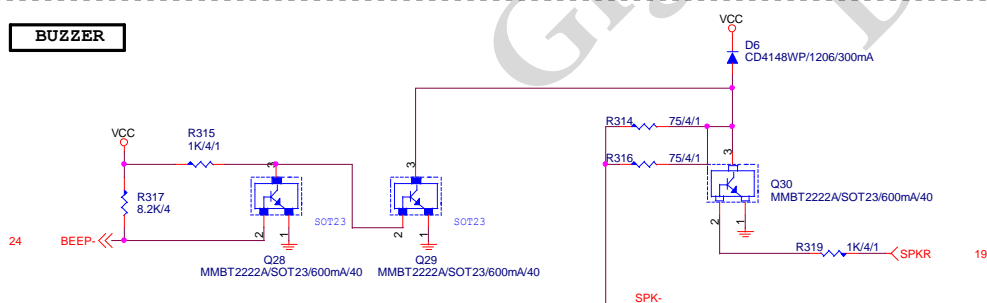 BUZZER
VCC
D6
CD4148WP/1206/300mA
R314 75/4/1
VCC
R315
1K/4/1
3
3
R316 75/4/1
3
R317
8.2K/4
Q30
MMBT2222A/SOT23/600mA/40
SOT23
SOT23
2
1
2
1
2
1
24 BEEP-
Q28
Q29
MMBT2222A/SOT23/600mA/40
MMBT2222A/SOT23/600mA/40
R319 1K/4/1
SPKR 19
SPK-